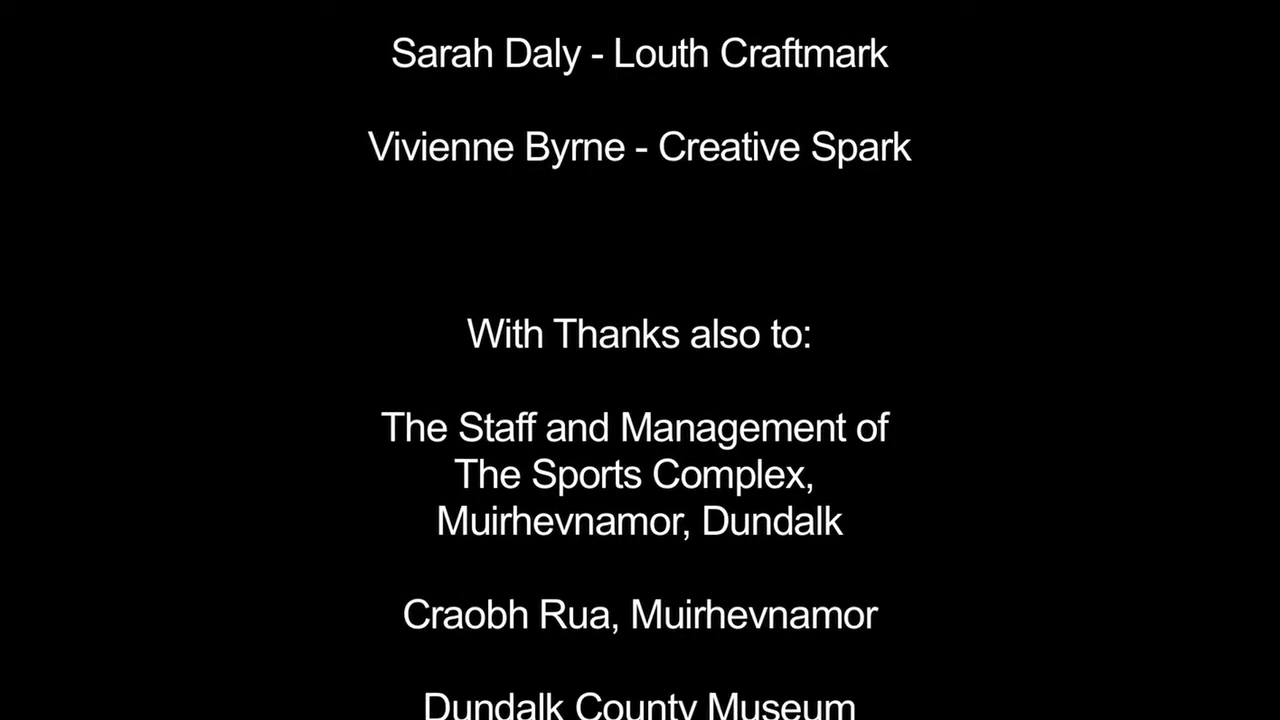 Sarah Daly - Louth Craftmark
Vivienne Byrne - Creative Spark
With Thanks also to:
The Staff and Management of
The Sports Complex,
Muirhevnamor, Dundalk
Craobh Rua, Muirhevnamor
Dundalk County Museum